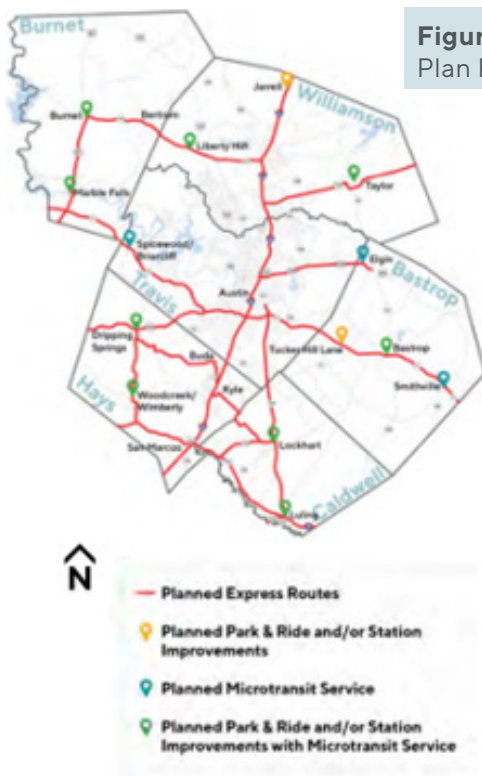 Burnet
Figur
Plan I
Jarrell
Williamson
Burnet
Bertram
Liberty Hill
Taylor
Marble Falls
Spicewood/
Briarcliff
Elgin
Bastrop
Travis
Austin
Tucker Hill Lane
Bastrop
Dripping
Springs
Buda
Smithville
Hays
Woodcreek/
Wimberly
Kyle
San Marcos
Lockhart
Luling
Caldwell
N
Planned Express Routes
Planned Park & Ride and/or Station
Improvements
Planned Microtransit Service
Planned Park & Ride and/or Station
Improvements with Microtransit Service